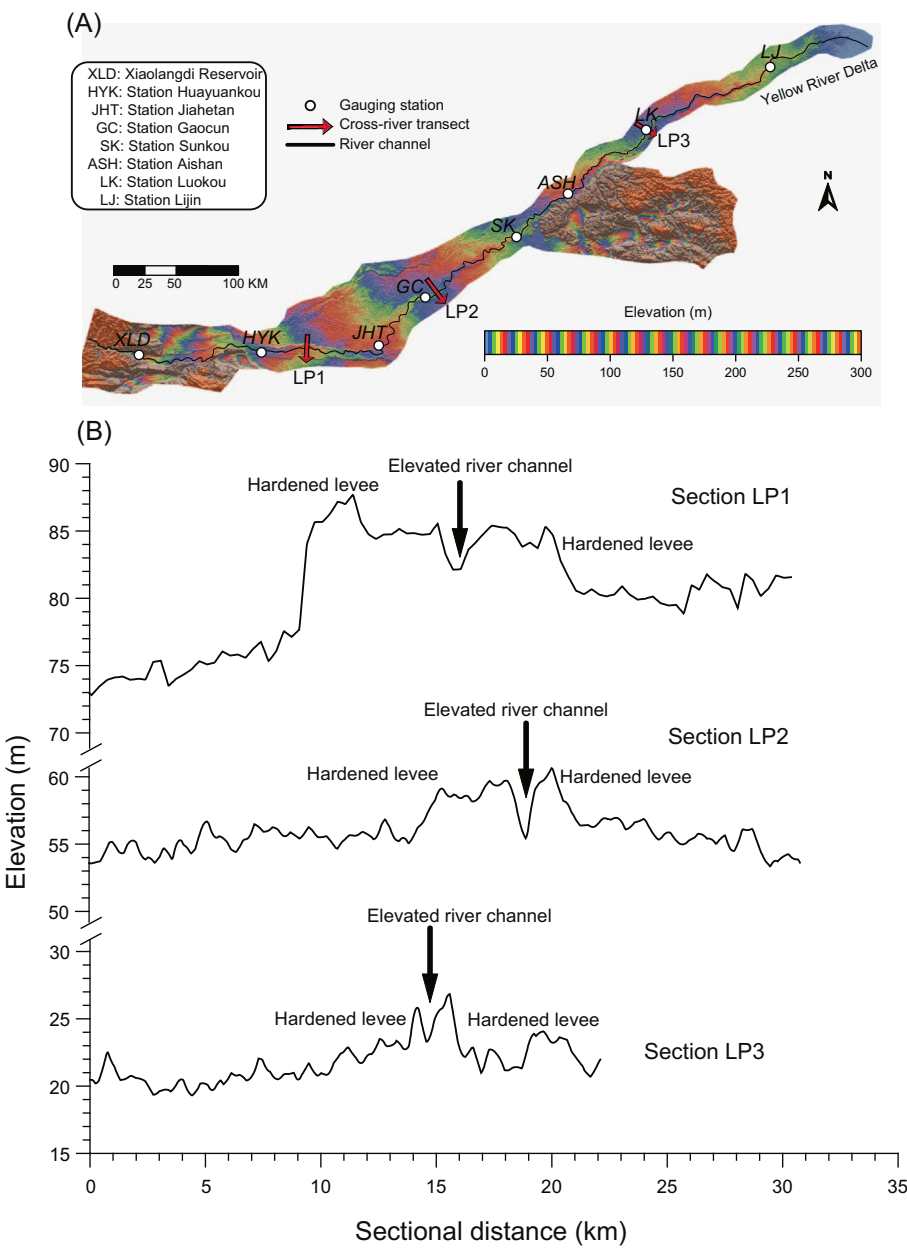 (A)
XLD: Xiaolangdi Reservoir
HYK: Station Huayuankou
JHT: Station Jiahetan
GC: Station Gaocun
SK: Station Sunkou
ASH: Station Aishan
LK: Station Luokou
LJ: Station Lijin
Gauging station
Cross-river transect
River channel
LJ
Yellow River Delta
LK
LP3
ASH
N
SK
0 25 50 100 KM
GC
LP2
XLD
HYK
JHT
LP1
Elevation (m)
0 50 100 150 200 250 300
(B)
Elevation (m)
90
85
80
75
70
60
55
50
30
25
20
15
Elevated river channel
Hardened levee
Section LP1
Hardened levee
Elevated river channel
Section LP2
Hardened levee
Hardened levee
Elevated river channel
Hardened levee
Hardened levee
Section LP3
0 5 10 15 20 25 30 35
Sectional distance (km)